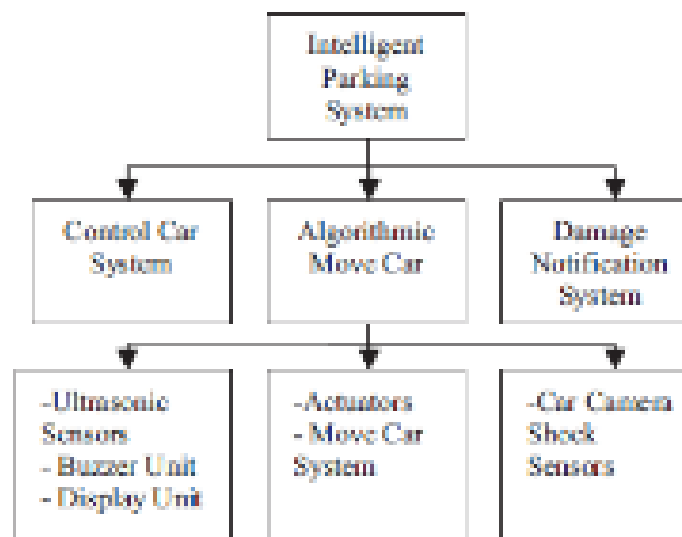 Intelligent
Parking
System
Control Car
System
Algorithmic
Move Car
Damage
Notification
System
-Ultrasonic
Sensors
- Buzzer Unit
- Display Unit
-Actuators
- Move Car
System
-Car Camera
Shock
Sensors